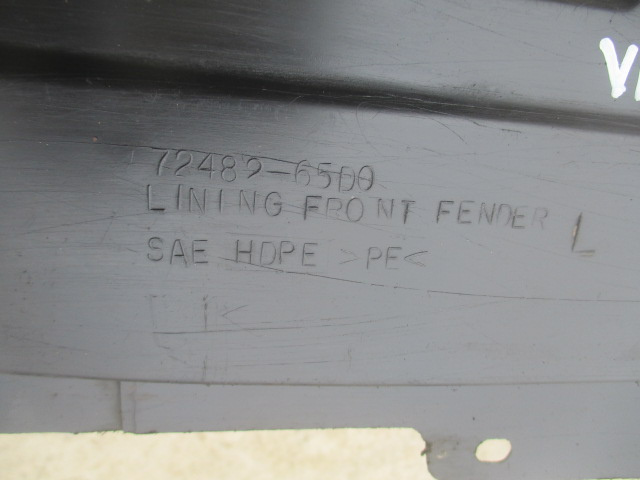 72482-65D0
LINING FRONT FENDER L
SAE HDPE >PE<